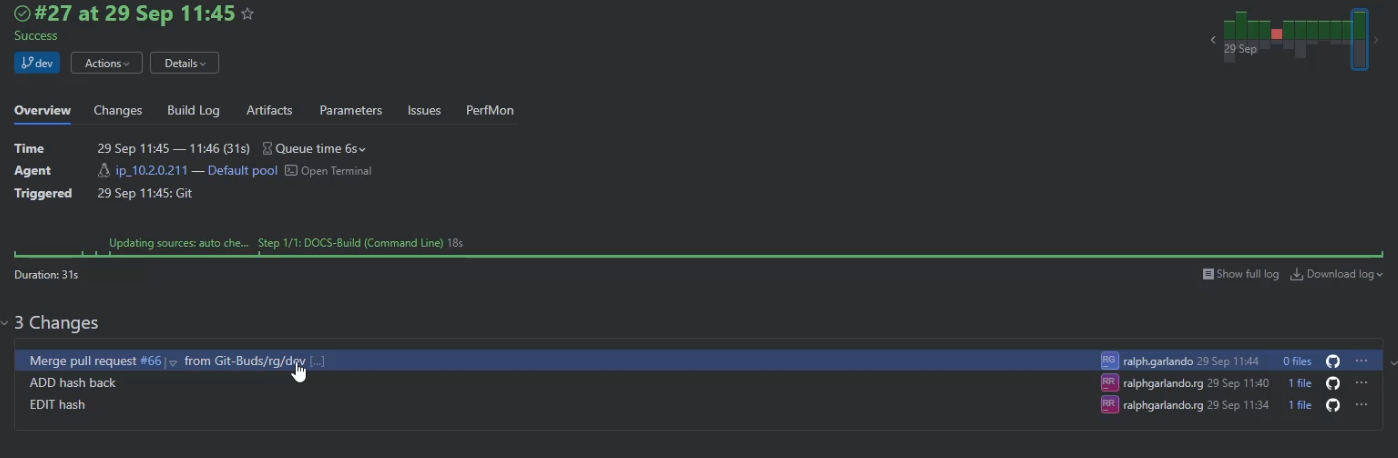 #27 at 29 Sep 11:45
Success
29 Sep
dev Actions Details
Overview Changes Build Log Artifacts Parameters Issues PerfMon
Time 29 Sep 11:45 — 11:46 (31s) Queue time 6s
Agent ip_10.2.0.211 — Default pool Open Terminal
Triggered 29 Sep 11:45: Git
Updating sources: auto che... Step 1/1: DOCS-Build (Command Line) 18s
Duration: 31s Show full log Download log
3 Changes
Merge pull request #66 from Git-Buds/rg/dev [...] RG ralph.garlando 29 Sep 11:44 0 files ...
ADD hash back RR ralphgarlando.rg 29 Sep 11:40 1 file ...
EDIT hash RR ralphgarlando.rg 29 Sep 11:34 1 file ...